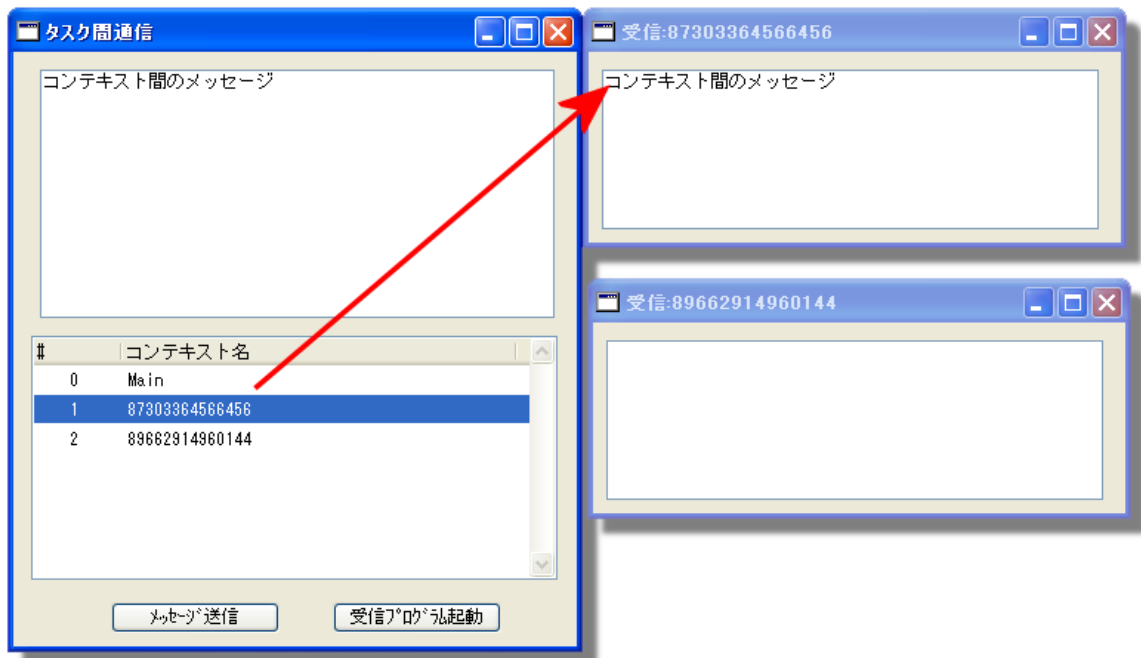 タスク間通信
コンテキスト間のメッセージ
# コンテキスト名
0 Main
1 87303364566456
2 89662914960144
ﾒｯｾｰｼﾞ送信
受信ﾌﾟﾛｸﾞﾗﾑ起動
受信:87303364566456
コンテキスト間のメッセージ
受信:89662914960144